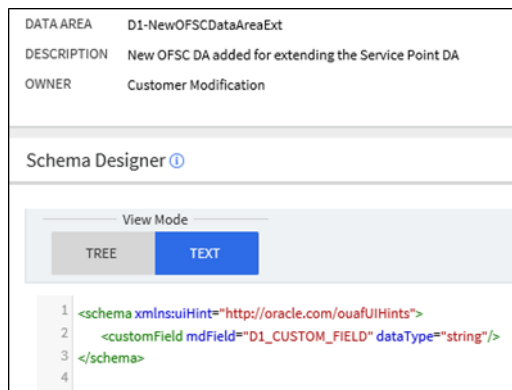 DATA AREA D1-NewOFSCDataAreaExt
DESCRIPTION New OFSC DA added for extending the Service Point DA
OWNER Customer Modification
Schema Designer
View Mode
TREE TEXT
1 <schema xmlns:uiHint="http://oracle.com/ouafUIHints">
2 <customField mdField="D1_CUSTOM_FIELD" dataType="string"/>
3 </schema>
4